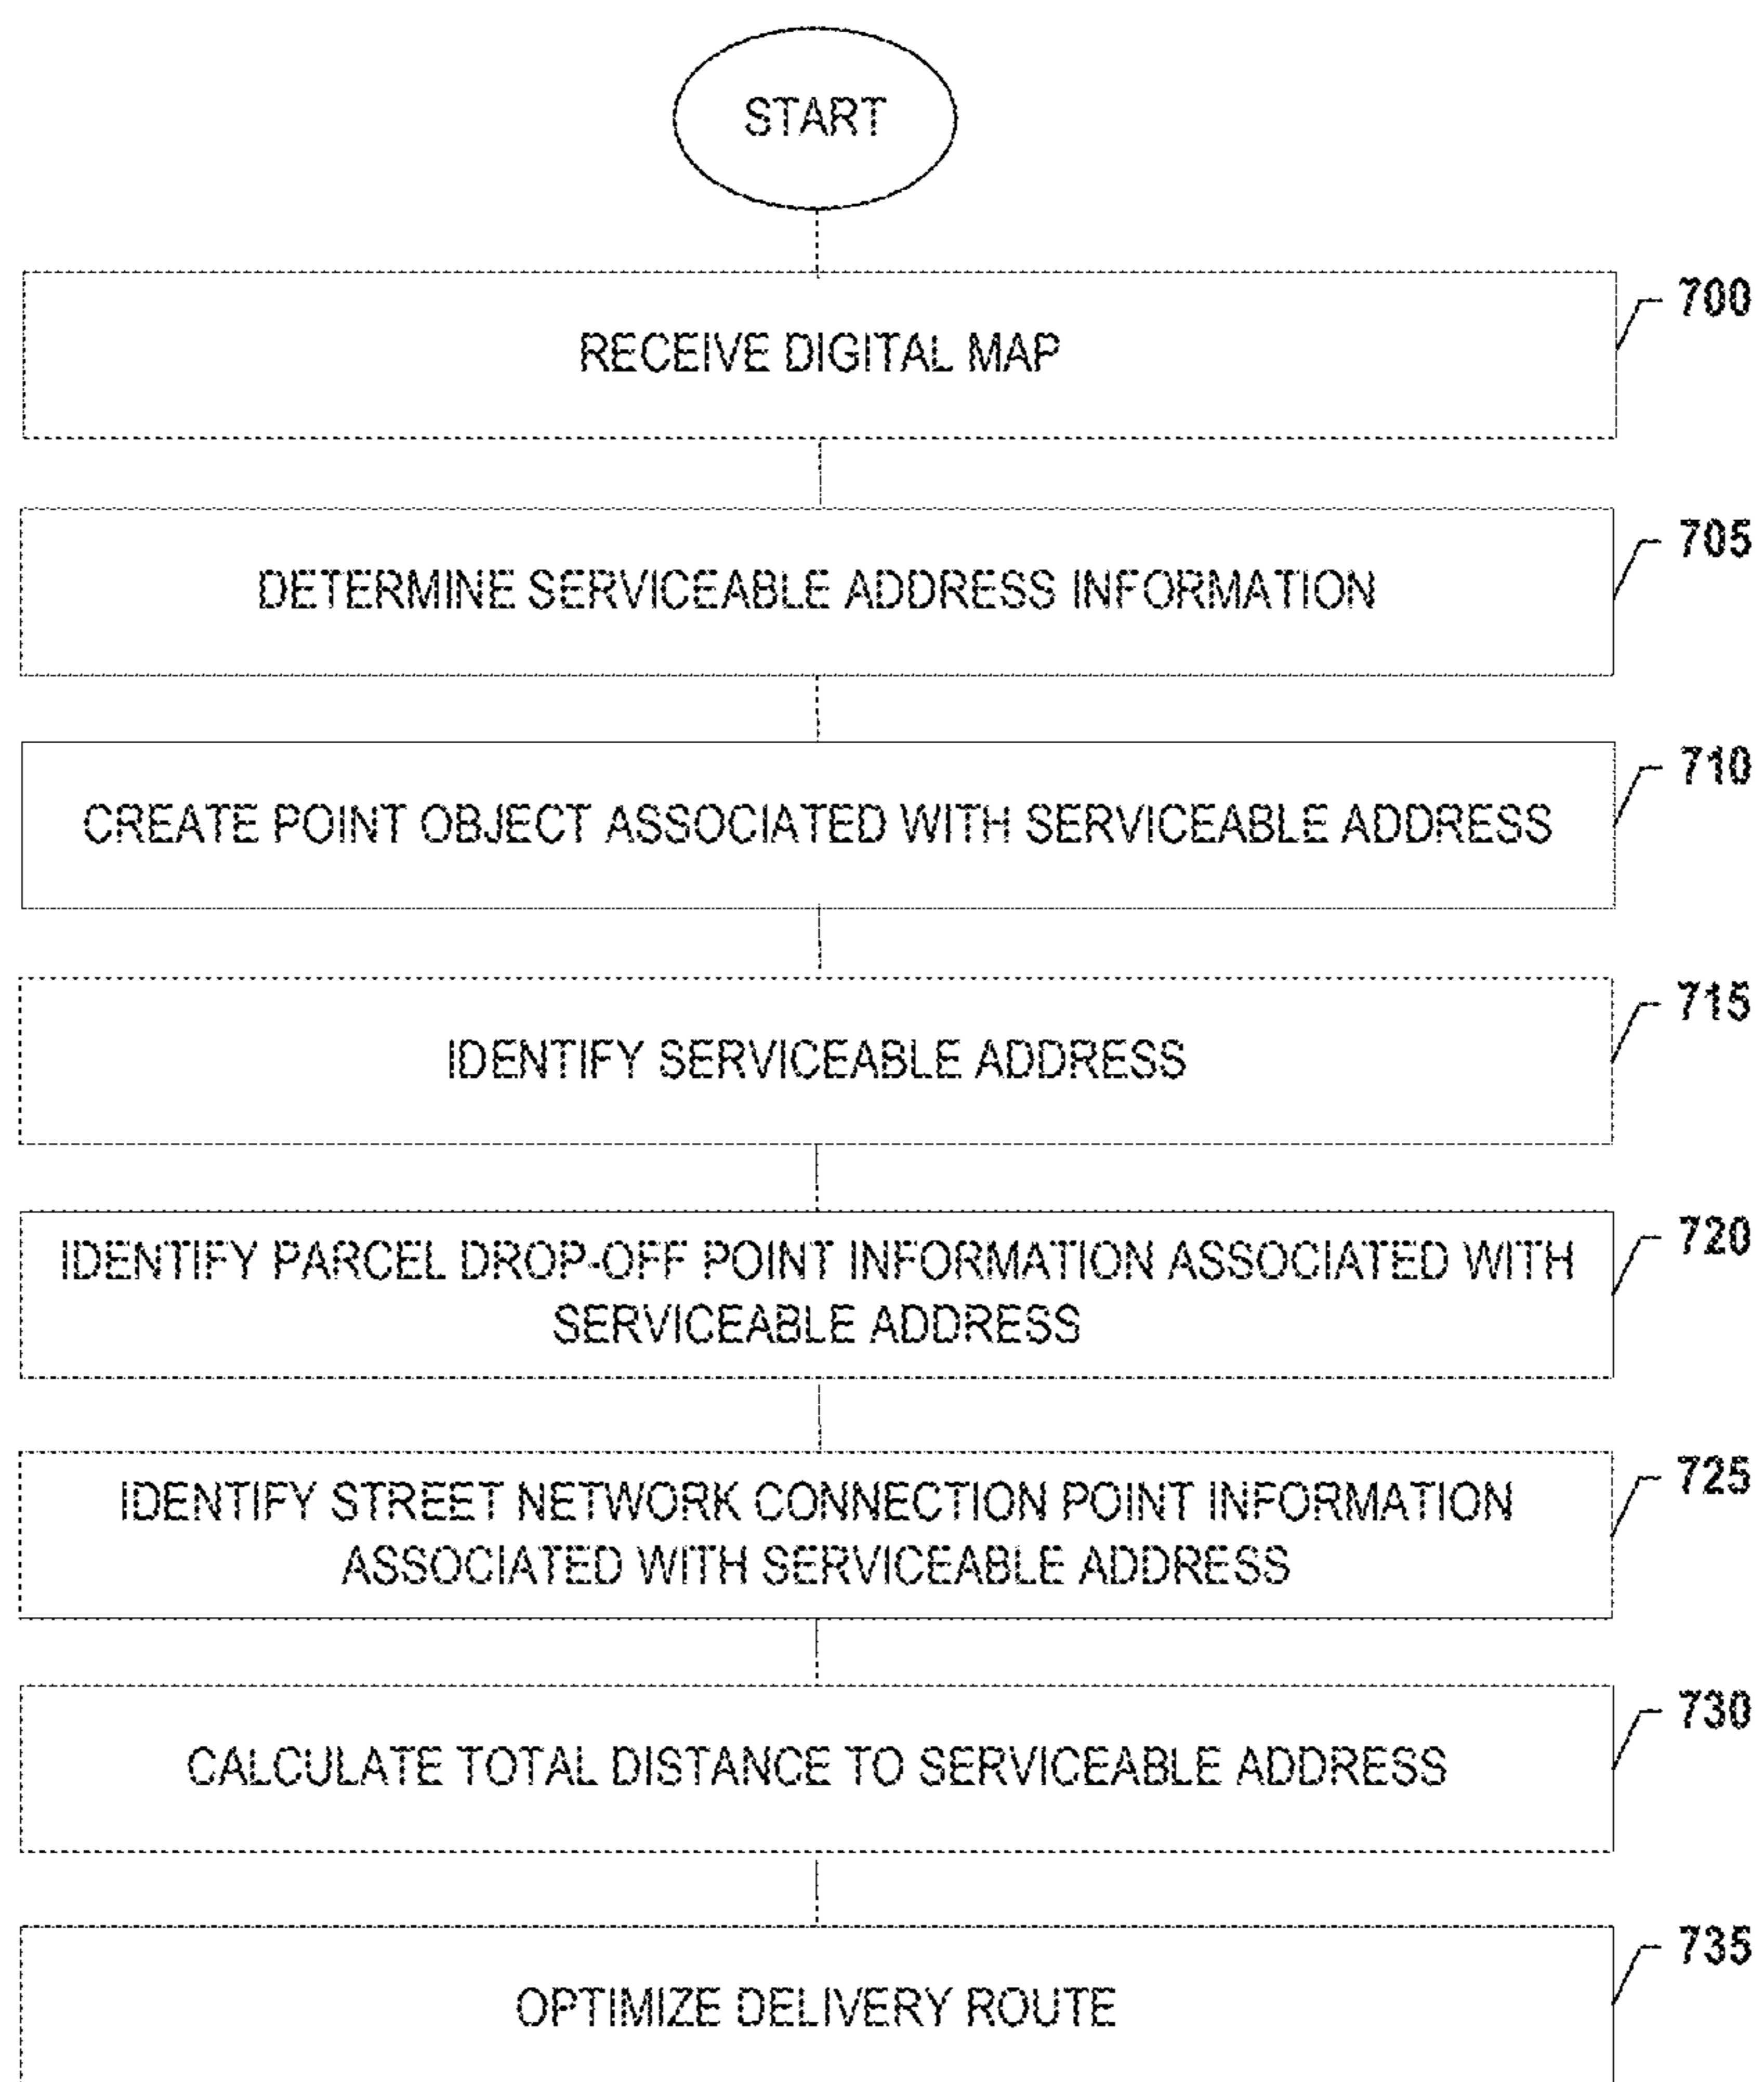 START
700
RECEIVE DIGITAL MAP
705
DETERMINE SERVICEABLE ADDRESS INFORMATION
710
CREATE POINT OBJECT ASSOCIATED WITH SERVICEABLE ADDRESS
715
IDENTIFY SERVICEABLE ADDRESS
720
IDENTIFY PARCEL DROP-OFF POINT INFORMATION ASSOCIATED WITH
SERVICEABLE ADDRESS
725
IDENTIFY STREET NETWORK CONNECTION POINT INFORMATION
ASSOCIATED WITH SERVICEABLE ADDRESS
730
CALCULATE TOTAL DISTANCE TO SERVICEABLE ADDRESS
735
OPTIMIZE DELIVERY ROUTE